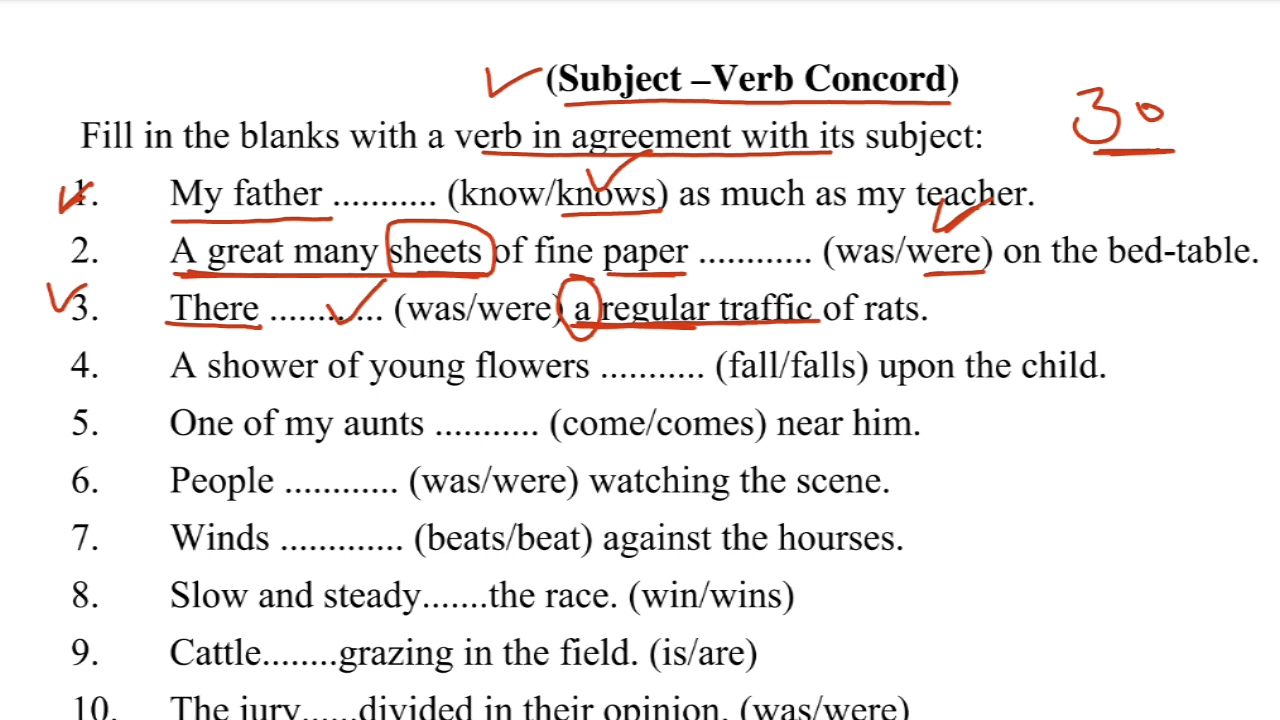 (Subject –Verb Concord)
30
Fill in the blanks with a verb in agreement with its subject:
1. My father ........... (know/knows) as much as my teacher.
2. A great many sheets of fine paper ............ (was/were) on the bed-table.
3. There ............ (was/were) a regular traffic of rats.
4. A shower of young flowers ........... (fall/falls) upon the child.
5. One of my aunts ........... (come/comes) near him.
6. People ............ (was/were) watching the scene.
7. Winds ............. (beats/beat) against the hourses.
8. Slow and steady.......the race. (win/wins)
9. Cattle........grazing in the field. (is/are)
10. The jury......divided in their opinion. (was/were)